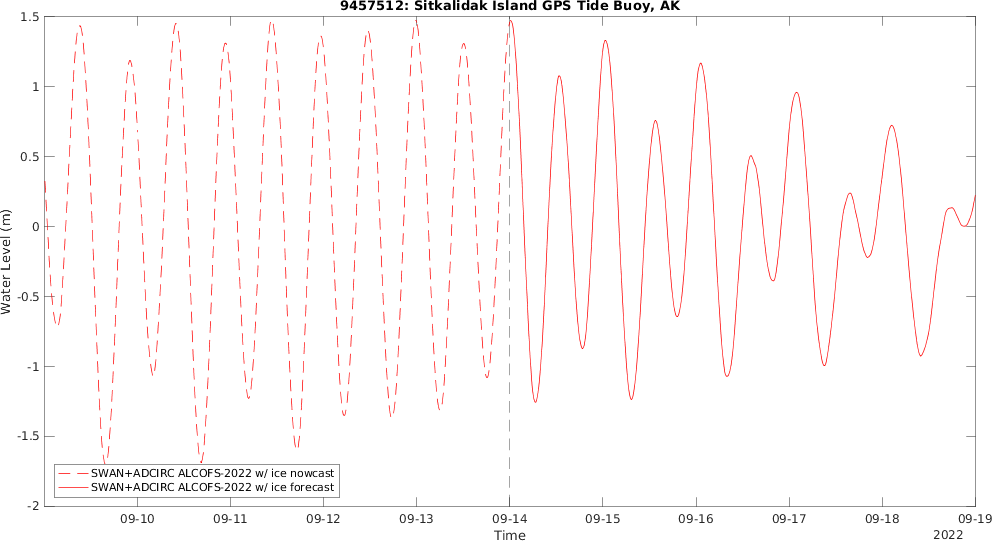 9457512: Sitkalidak Island GPS Tide Buoy, AK
1.5
1
0.5
0
-0.5
-1
-1.5
-2
Water Level (m)
SWAN+ADCIRC ALCOFS-2022 w/ ice nowcast
SWAN+ADCIRC ALCOFS-2022 w/ ice forecast
09-10 09-11 09-12 09-13 09-14 09-15 09-16 09-17 09-18 09-19
Time
2022